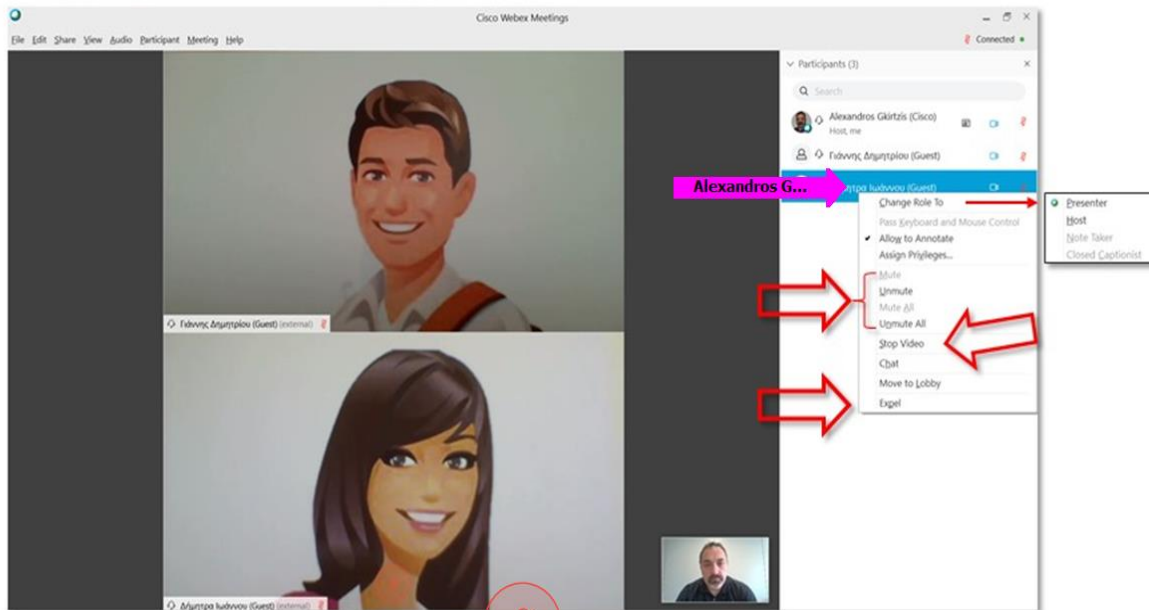 Cisco Webex Meetings
File Edit Share View Audio Participant Meeting Help
Connected
Participants (3)
Search
Alexandros Gkirtzis (Cisco)
Host, me
Γιάννης Δημητρίου (Guest)
Alexandros G...
Ιωάννου (Guest)
Change Role To
Presenter
Host
Note Taker
Closed Captionist
Pass Keyboard and Mouse Control
Allow to Annotate
Assign Privileges...
Mute
Unmute
Mute All
Unmute All
Stop Video
Chat
Move to Lobby
Expel
Γιάννης Δημητρίου (Guest) (external)
Δήμητρα Ιωάννου (Guest) (external)